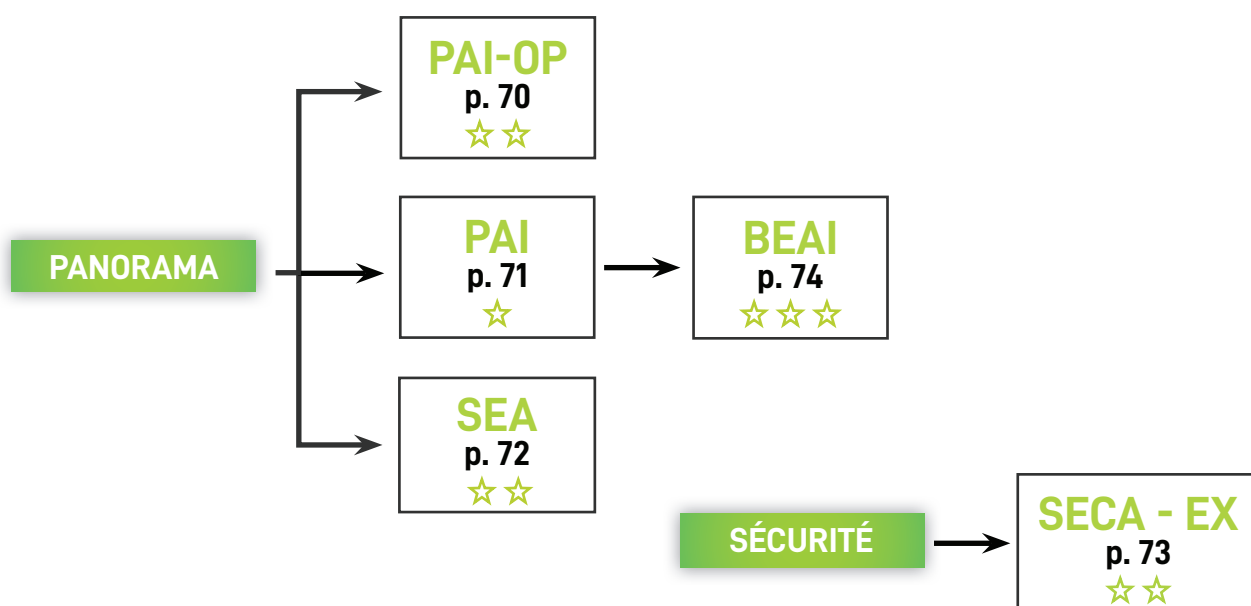 PAI-OP
p. 70
PANORAMA
PAI
p. 71
BEAI
p. 74
SEA
p. 72
SÉCURITÉ
SECA - EX
p. 73